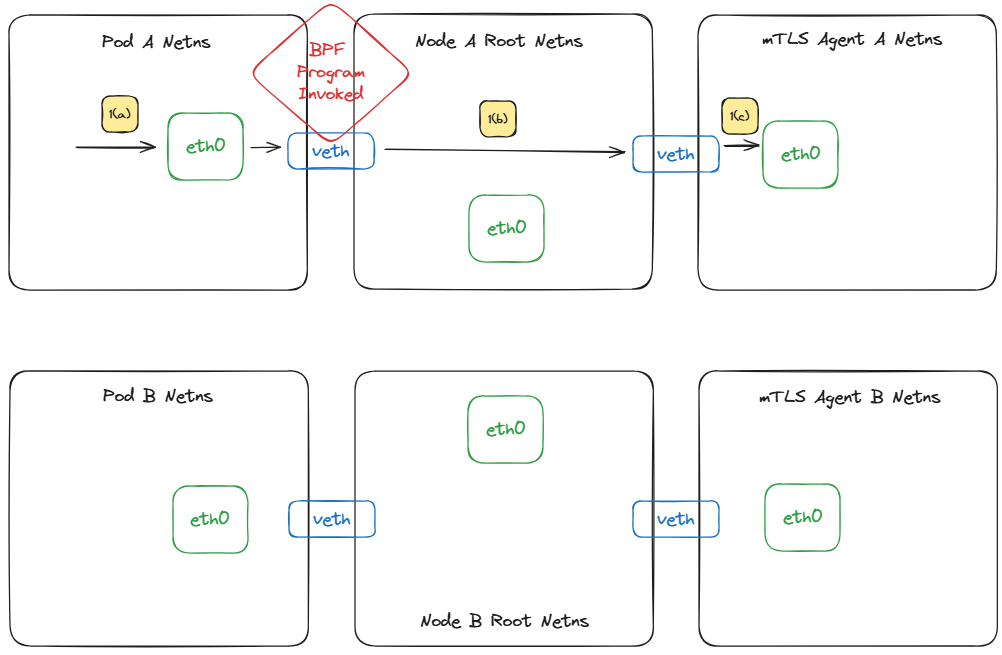 Pod A Netns
Node A Root Netns
mTLS Agent A Netns
BPF
Program
Invoked
1(a)
1(b)
1(c)
eth0
veth
veth
eth0
eth0
Pod B Netns
mTLS Agent B Netns
eth0
eth0
veth
veth
eth0
Node B Root Netns